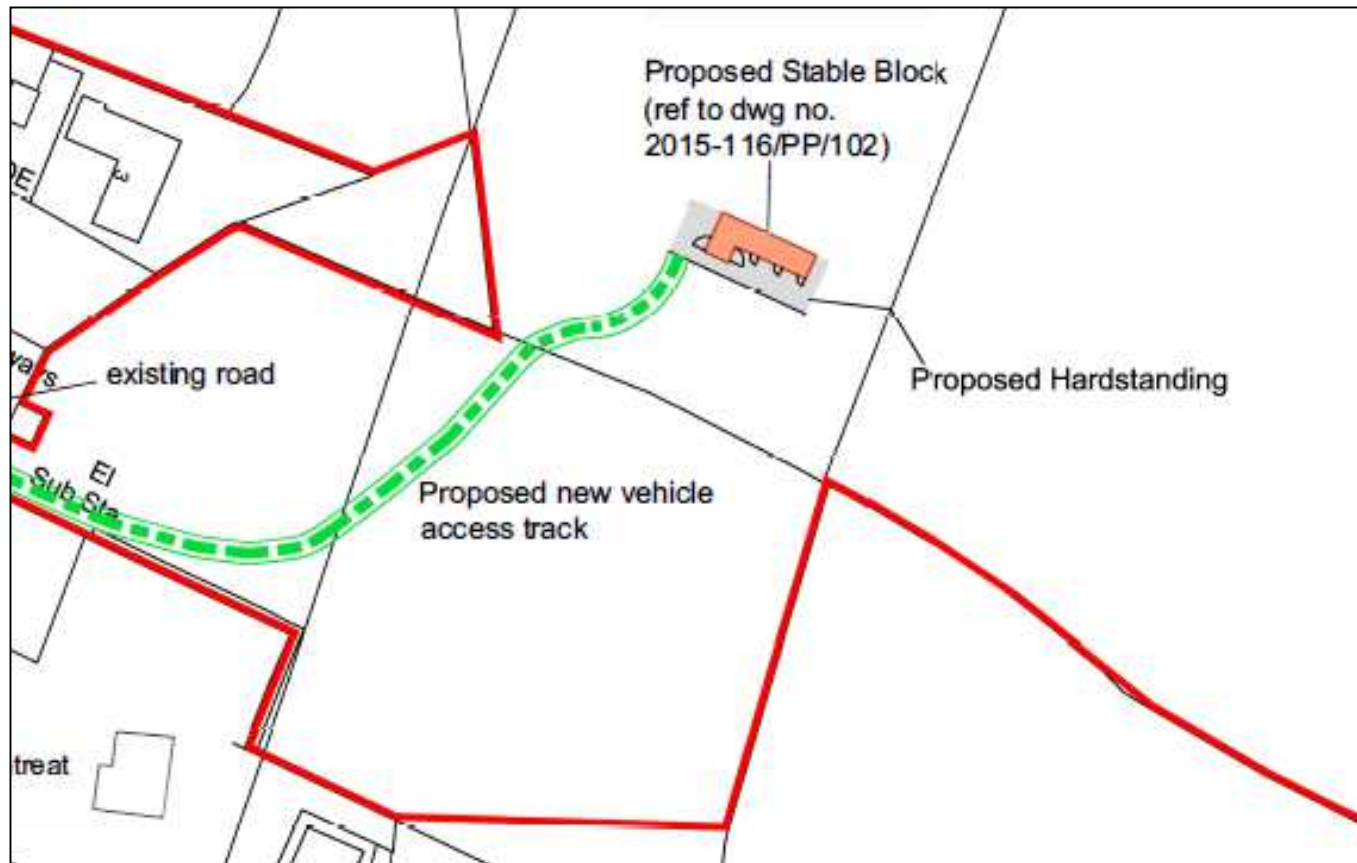 Proposed Stable Block
(ref to dwg no.
2015-116/PP/102)
3
existing road
Proposed Hardstanding
El
Sub Sta
Proposed new vehicle
access track
treat